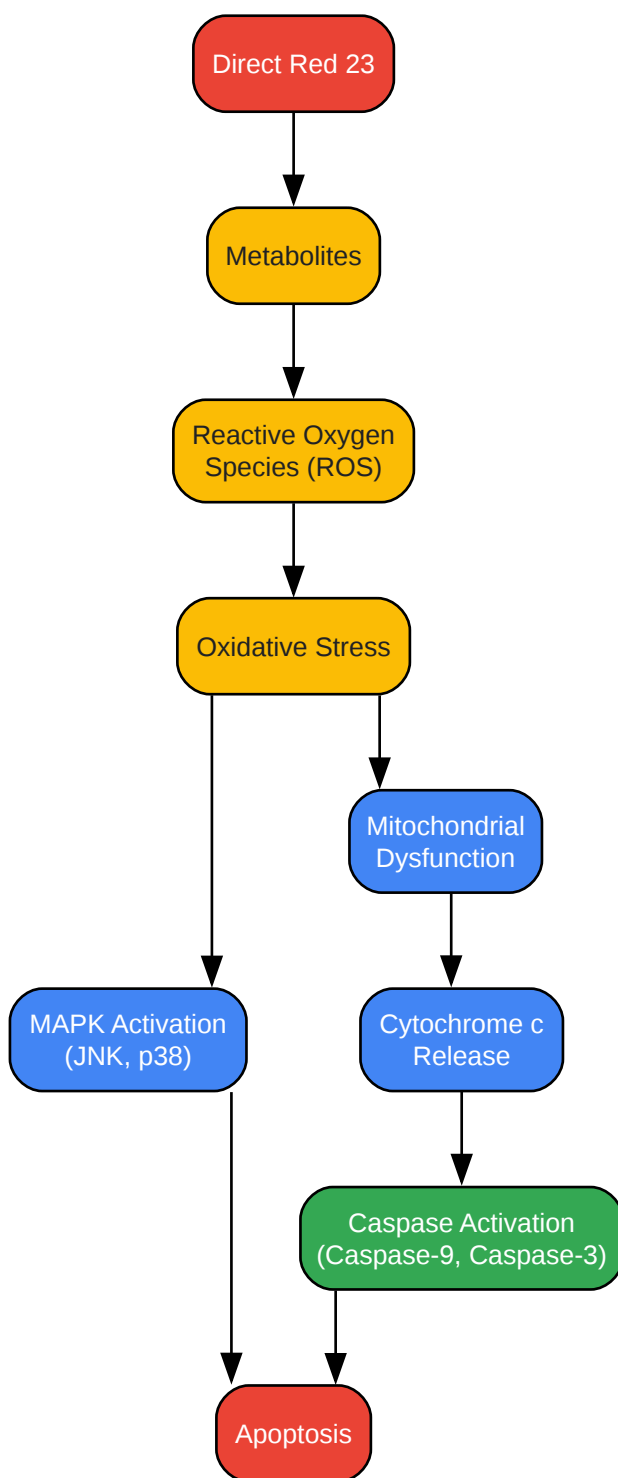 Direct Red 23
Metabolites
Reactive Oxygen
Species (ROS)
Oxidative Stress
Mitochondrial
Dysfunction
MAPK Activation
(JNK, p38)
Cytochrome c
Release
Caspase Activation
(Caspase-9, Caspase-3)
Apoptosis